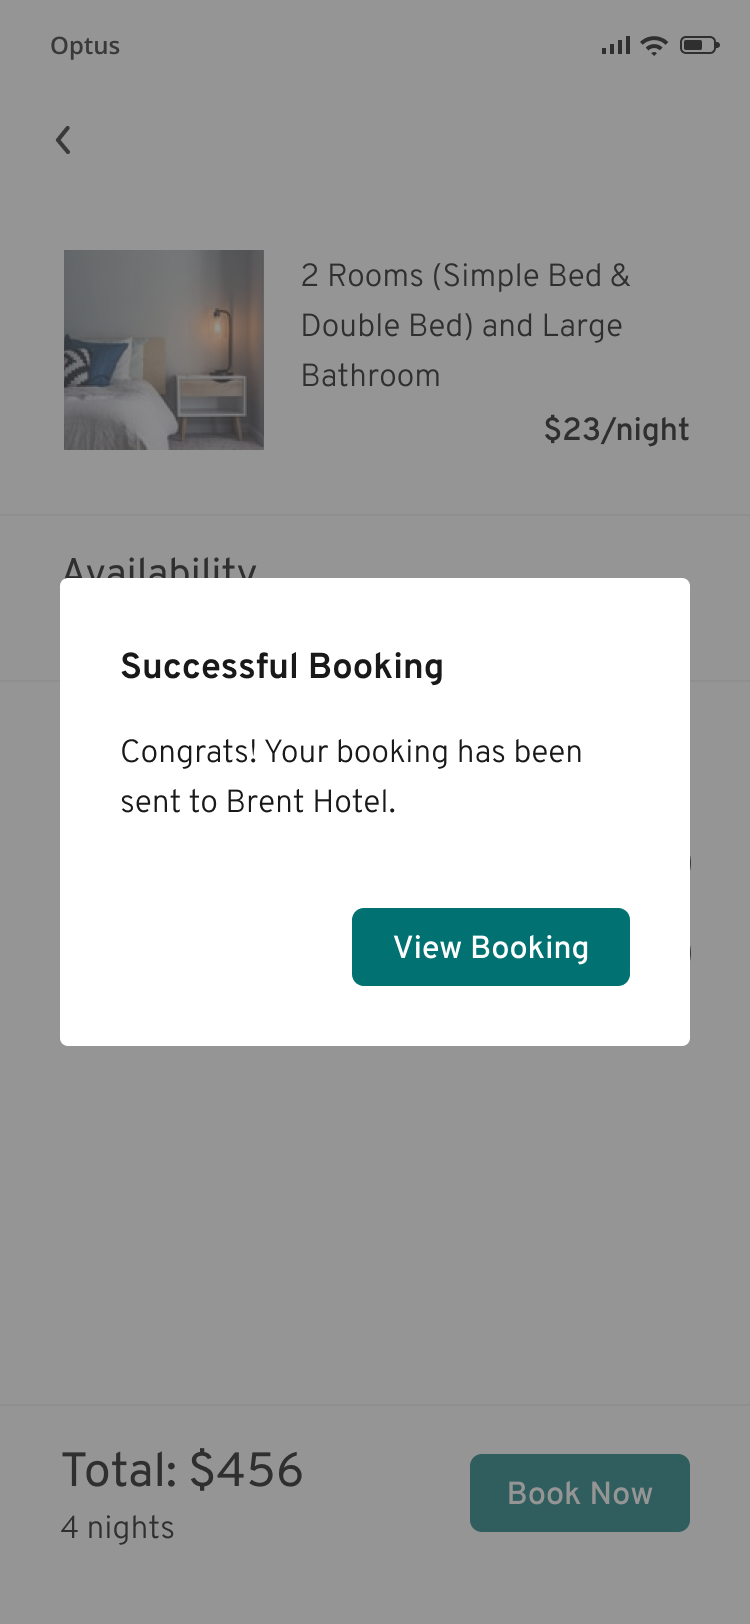 Optus
2 Rooms (Simple Bed &
Double Bed) and Large
Bathroom
$23/night
Availability
Successful Booking
Congrats! Your booking has been
sent to Brent Hotel.
View Booking
Total: $456
4 nights
Book Now